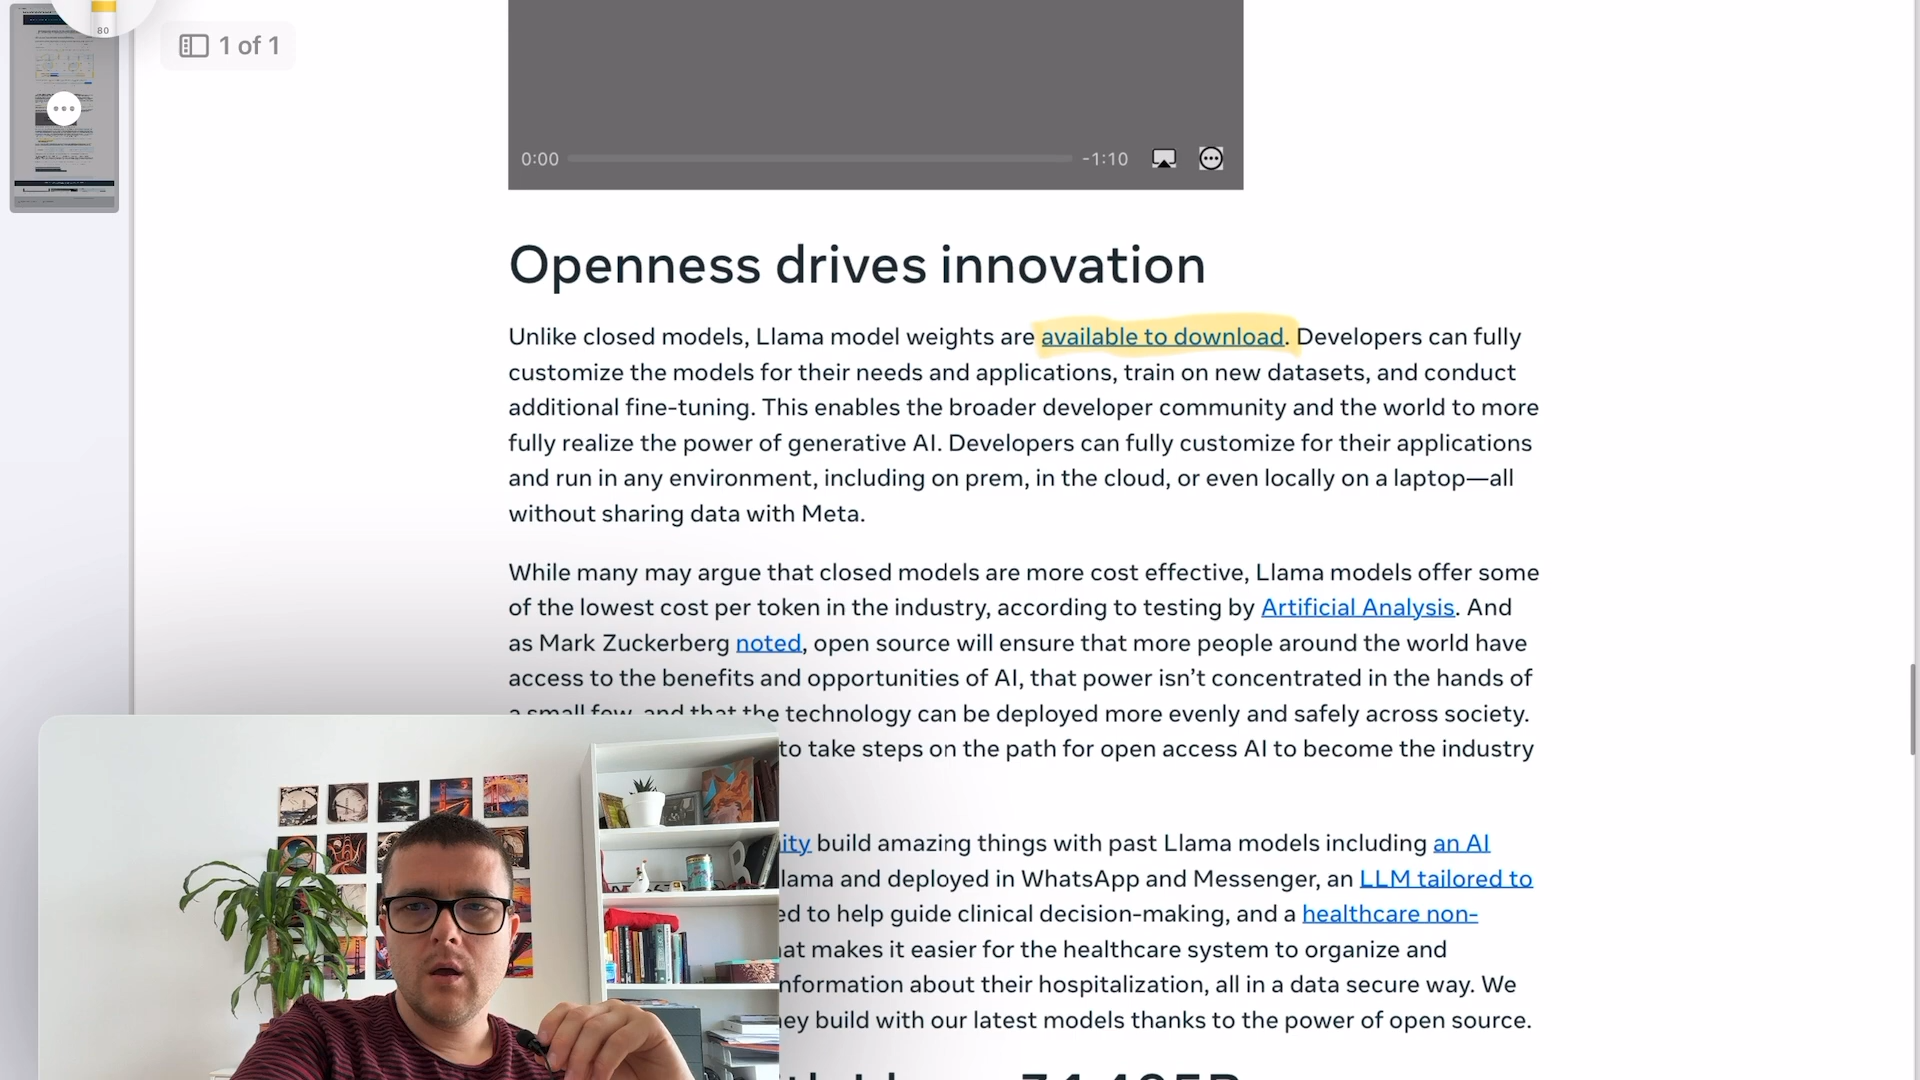 80
1 of 1
0:00
-1:10
Openness drives innovation
Unlike closed models, Llama model weights are available to download. Developers can fully
customize the models for their needs and applications, train on new datasets, and conduct
additional fine-tuning. This enables the broader developer community and the world to more
fully realize the power of generative AI. Developers can fully customize for their applications
and run in any environment, including on prem, in the cloud, or even locally on a laptop—all
without sharing data with Meta.
While many may argue that closed models are more cost effective, Llama models offer some
of the lowest cost per token in the industry, according to testing by Artificial Analysis. And
as Mark Zuckerberg noted, open source will ensure that more people around the world have
access to the benefits and opportunities of AI, that power isn’t concentrated in the hands of
a small few, and that the technology can be deployed more evenly and safely across society.
to take steps on the path for open access AI to become the industry
ity build amazing things with past Llama models including an AI
lama and deployed in WhatsApp and Messenger, an LLM tailored to
ed to help guide clinical decision-making, and a healthcare non-
at makes it easier for the healthcare system to organize and
nformation about their hospitalization, all in a data secure way. We
ey build with our latest models thanks to the power of open source.